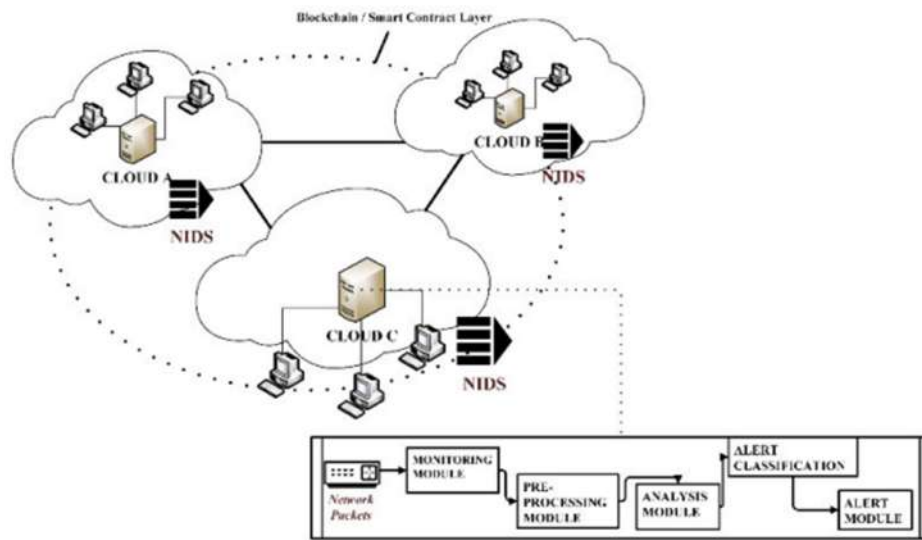 Blockchain / Smart Contract Layer
CLOUD A
NIDS
CLOUD B
NIDS
CLOUD C
NIDS
Network
Packets
MONITORING
MODULE
PRE-
PROCESSING
MODULE
ANALYSIS
MODULE
ALERT
CLASSIFICATION
ALERT
MODULE